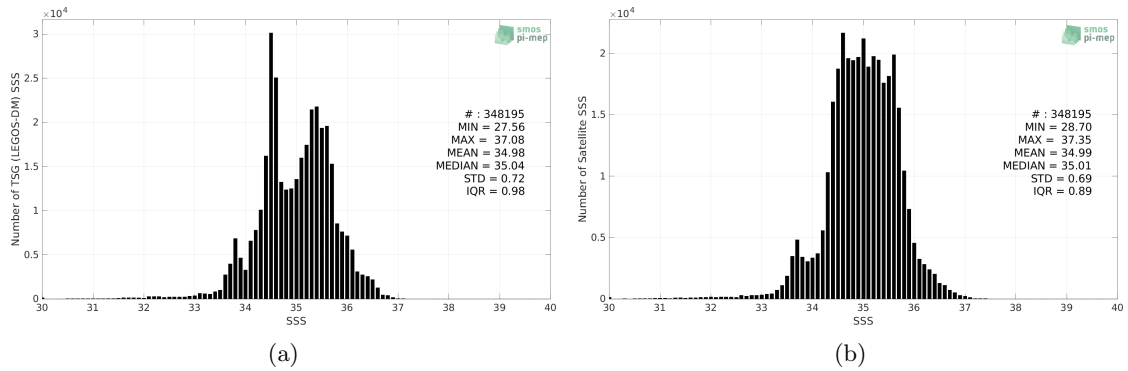 ×10⁴
3
2.5
2
1.5
1
0.5
0
Number of TSG (LEGOS-DM) SSS
30 31 32 33 34 35 36 37 38 39 40
SSS
smos
pi-mep
# : 348195
MIN = 27.56
MAX = 37.08
MEAN = 34.98
MEDIAN = 35.04
STD = 0.72
IQR = 0.98
(a)
×10⁴
2
1.5
1
0.5
0
Number of Satellite SSS
30 31 32 33 34 35 36 37 38 39 40
SSS
smos
pi-mep
# : 348195
MIN = 28.70
MAX = 37.35
MEAN = 34.99
MEDIAN = 35.01
STD = 0.69
IQR = 0.89
(b)